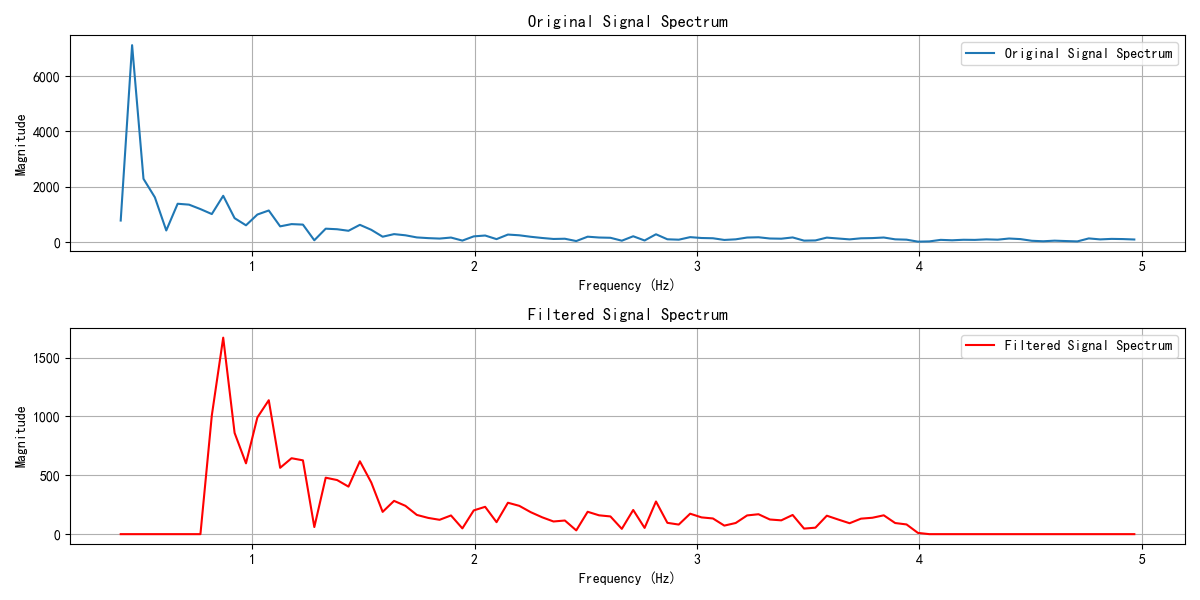 Original Signal Spectrum
Original Signal Spectrum
Magnitude
6000
4000
2000
0
1
2
3
4
5
Frequency (Hz)
Filtered Signal Spectrum
Filtered Signal Spectrum
Magnitude
1500
1000
500
0
1
2
3
4
5
Frequency (Hz)